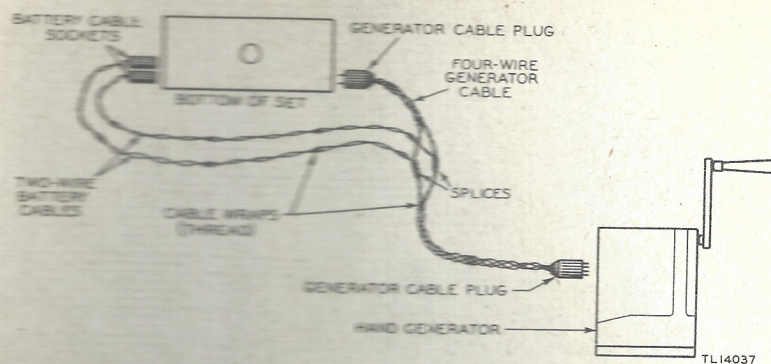 BATTERY CABLE
SOCKETS
GENERATOR CABLE PLUG
FOUR-WIRE
GENERATOR
CABLE
BOTTOM OF SET
TWO-WIRE
BATTERY
CABLES
CABLE WRAPS
(THREAD)
SPLICES
GENERATOR CABLE PLUG
HAND GENERATOR
TL14037